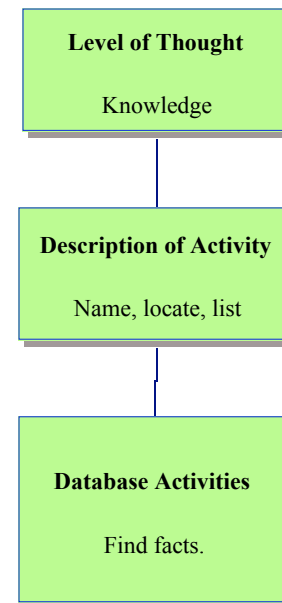 Level of Thought
Knowledge
Description of Activity
Name, locate, list
Database Activities
Find facts.